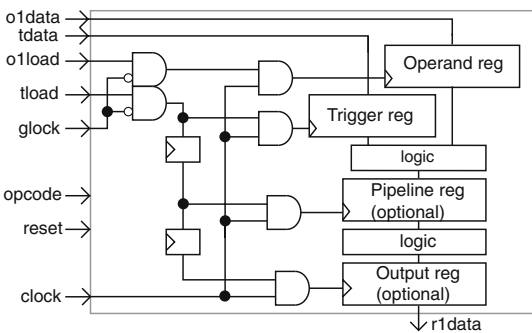 o1data
tdata
o1load
tload
glock
opcode
reset
clock
Operand reg
Trigger reg
logic
Pipeline reg
(optional)
logic
Output reg
(optional)
r1data